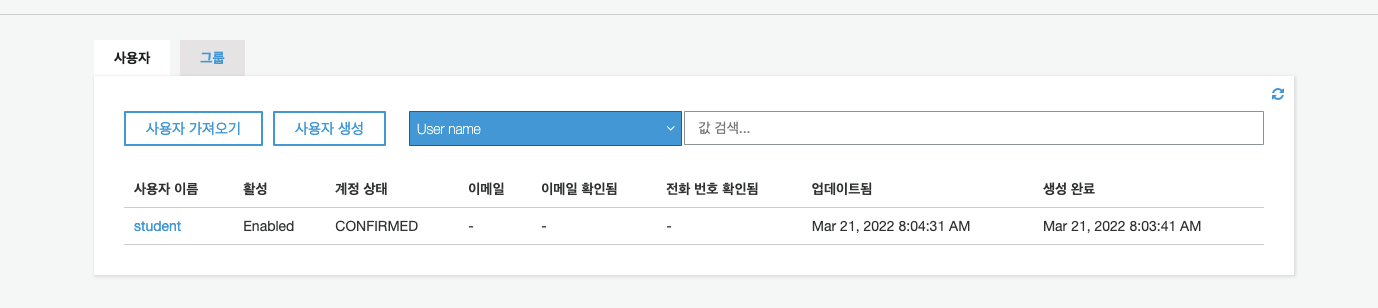 사용자 그룹
사용자 가져오기 사용자 생성 User name 값 검색...
사용자 이름 활성 계정 상태 이메일 이메일 확인됨 전화 번호 확인됨 업데이트됨 생성 완료
student Enabled CONFIRMED - - - Mar 21, 2022 8:04:31 AM Mar 21, 2022 8:03:41 AM